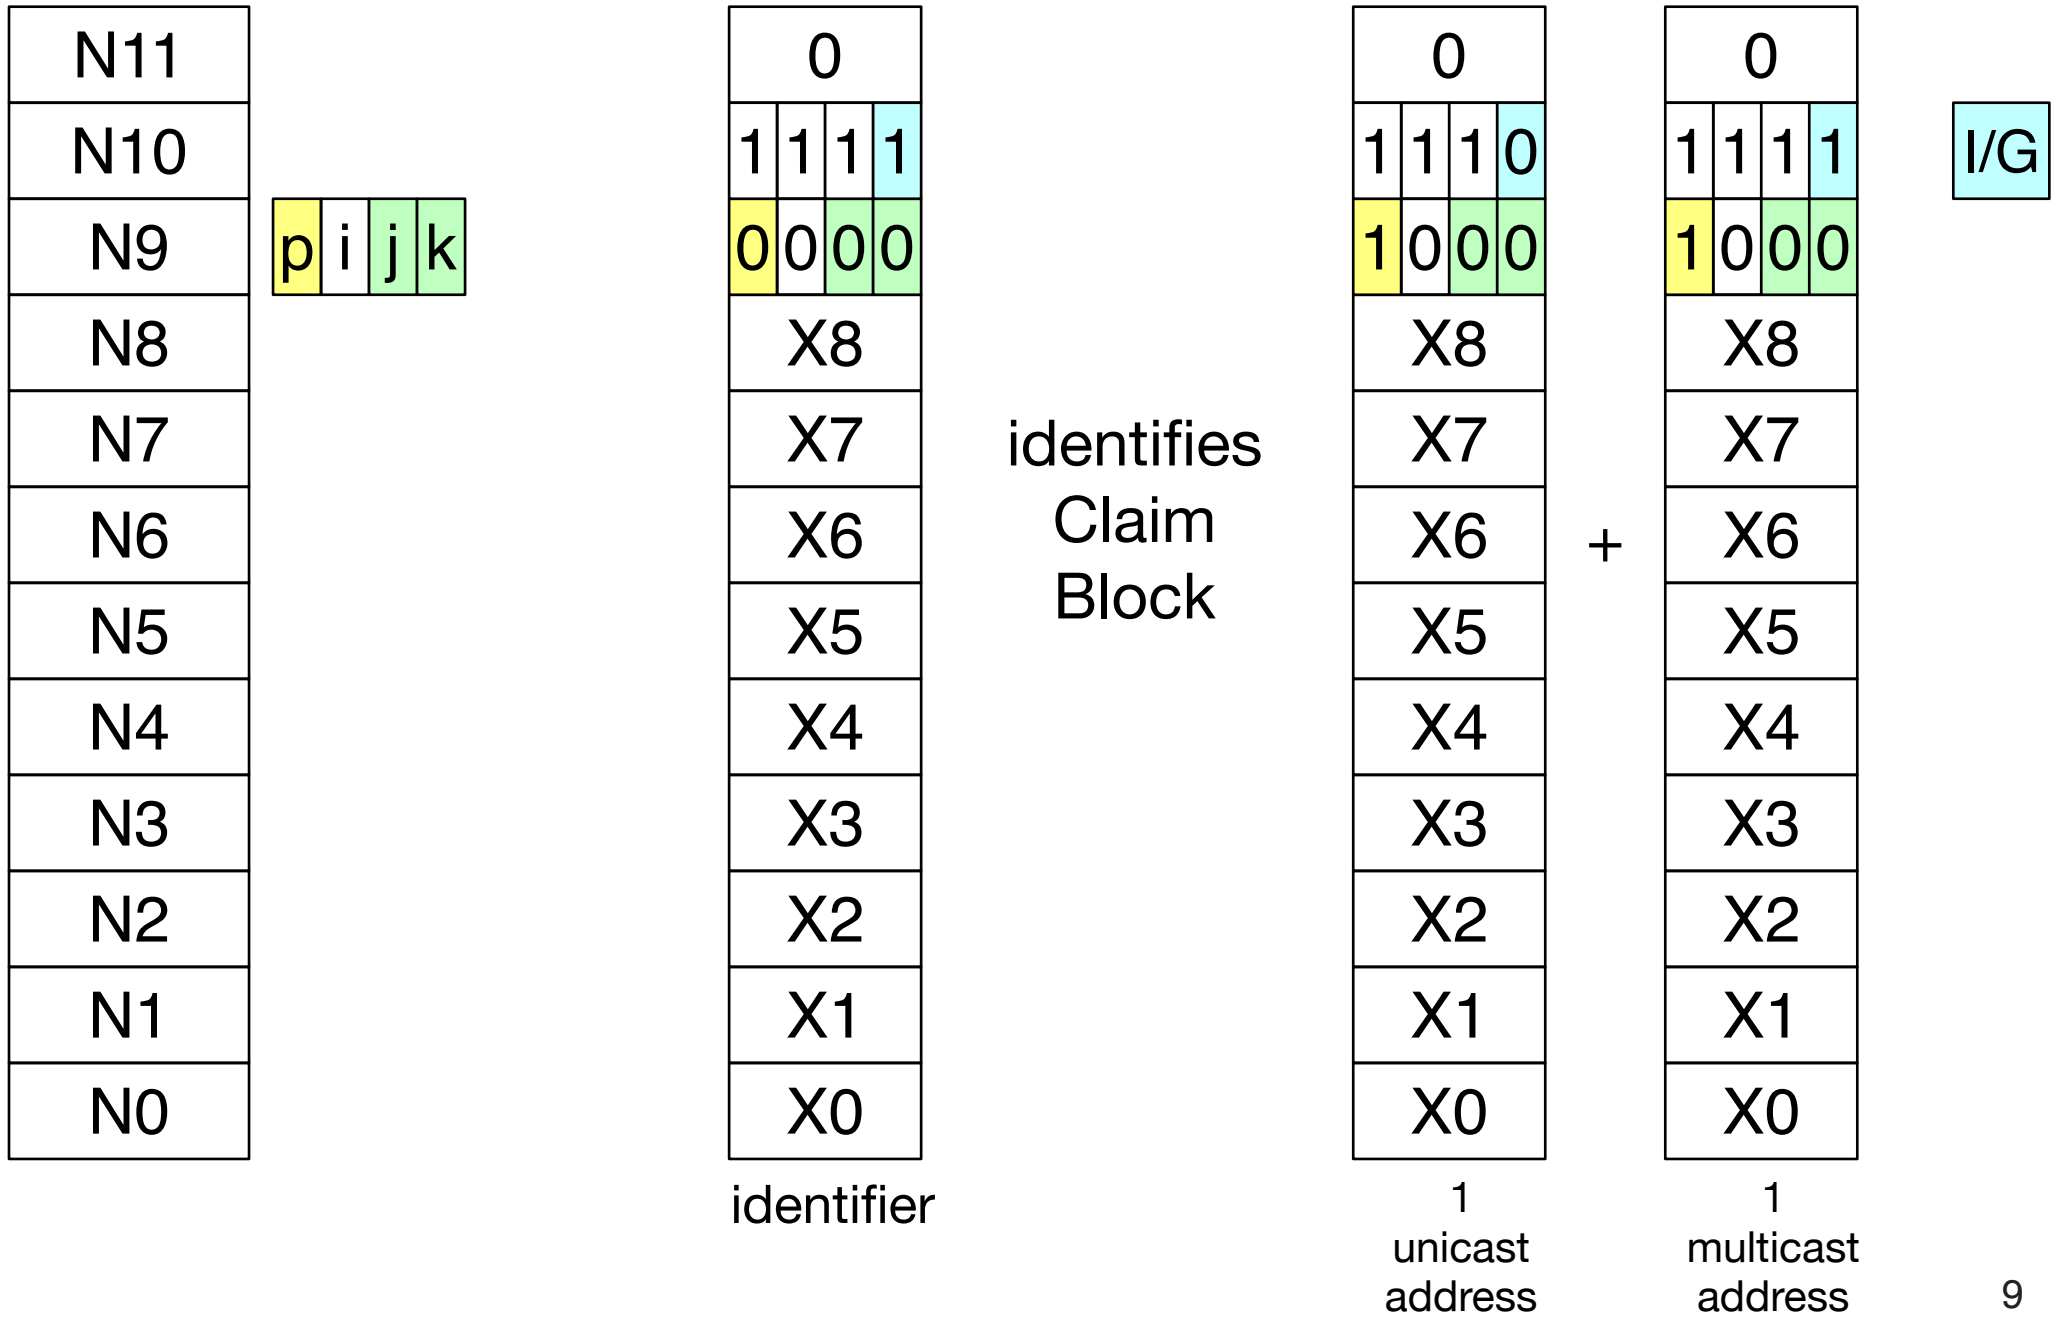 N11 0 0 0
N10 1 1 1 1 1 1 1 0 1 1 1 1 I/G
N9 p i j k 0 0 0 0 1 0 0 0 1 0 0 0
N8 X8 X8 X8
N7 X7 X7 X7
identifies
N6 X6 X6 X6
Claim +
N5 X5 X5 X5
Block
N4 X4 X4 X4
N3 X3 X3 X3
N2 X2 X2 X2
N1 X1 X1 X1
N0 X0 X0 X0
identifier 1 1
unicast multicast
address address 9